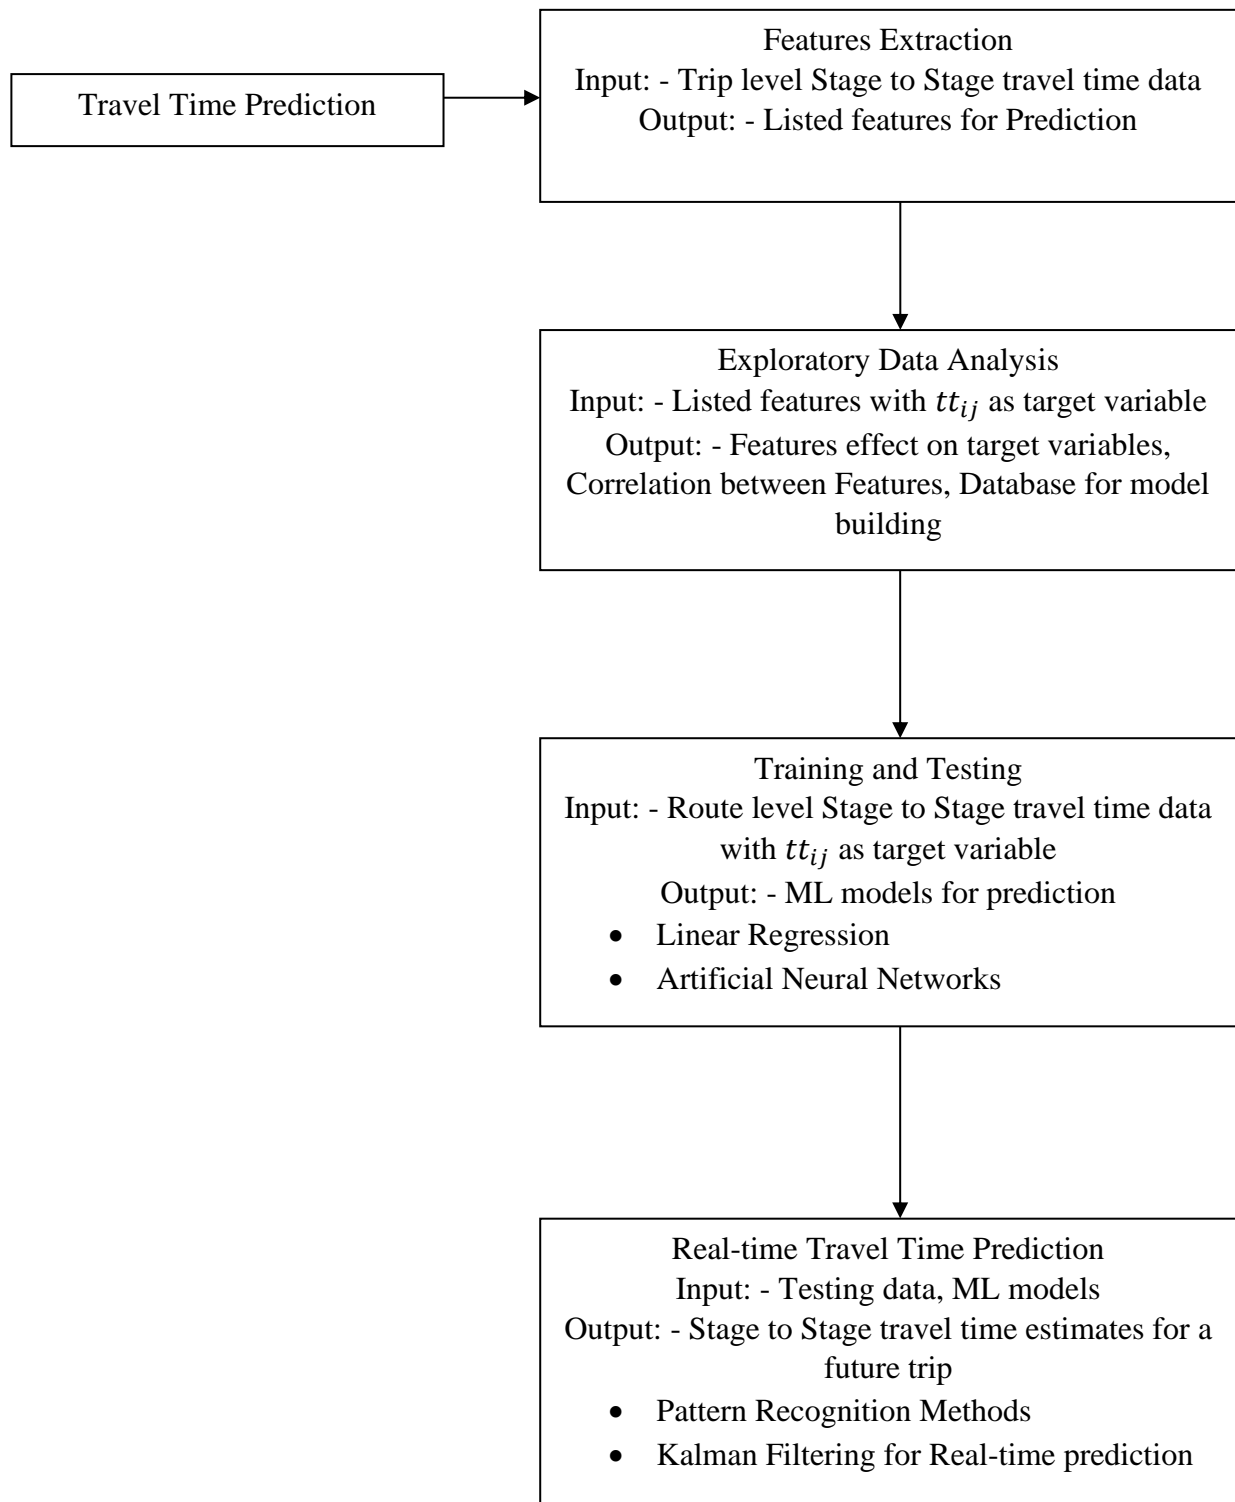 Travel Time Prediction
Features Extraction
Input: - Trip level Stage to Stage travel time data
Output: - Listed features for Prediction
Exploratory Data Analysis
Input: - Listed features with $tt_{ij}$ as target variable
Output: - Features effect on target variables,
Correlation between Features, Database for model
building
Training and Testing
Input: - Route level Stage to Stage travel time data
with $tt_{ij}$ as target variable
Output: - ML models for prediction
• Linear Regression
• Artificial Neural Networks
Real-time Travel Time Prediction
Input: - Testing data, ML models
Output: - Stage to Stage travel time estimates for a
future trip
• Pattern Recognition Methods
• Kalman Filtering for Real-time prediction